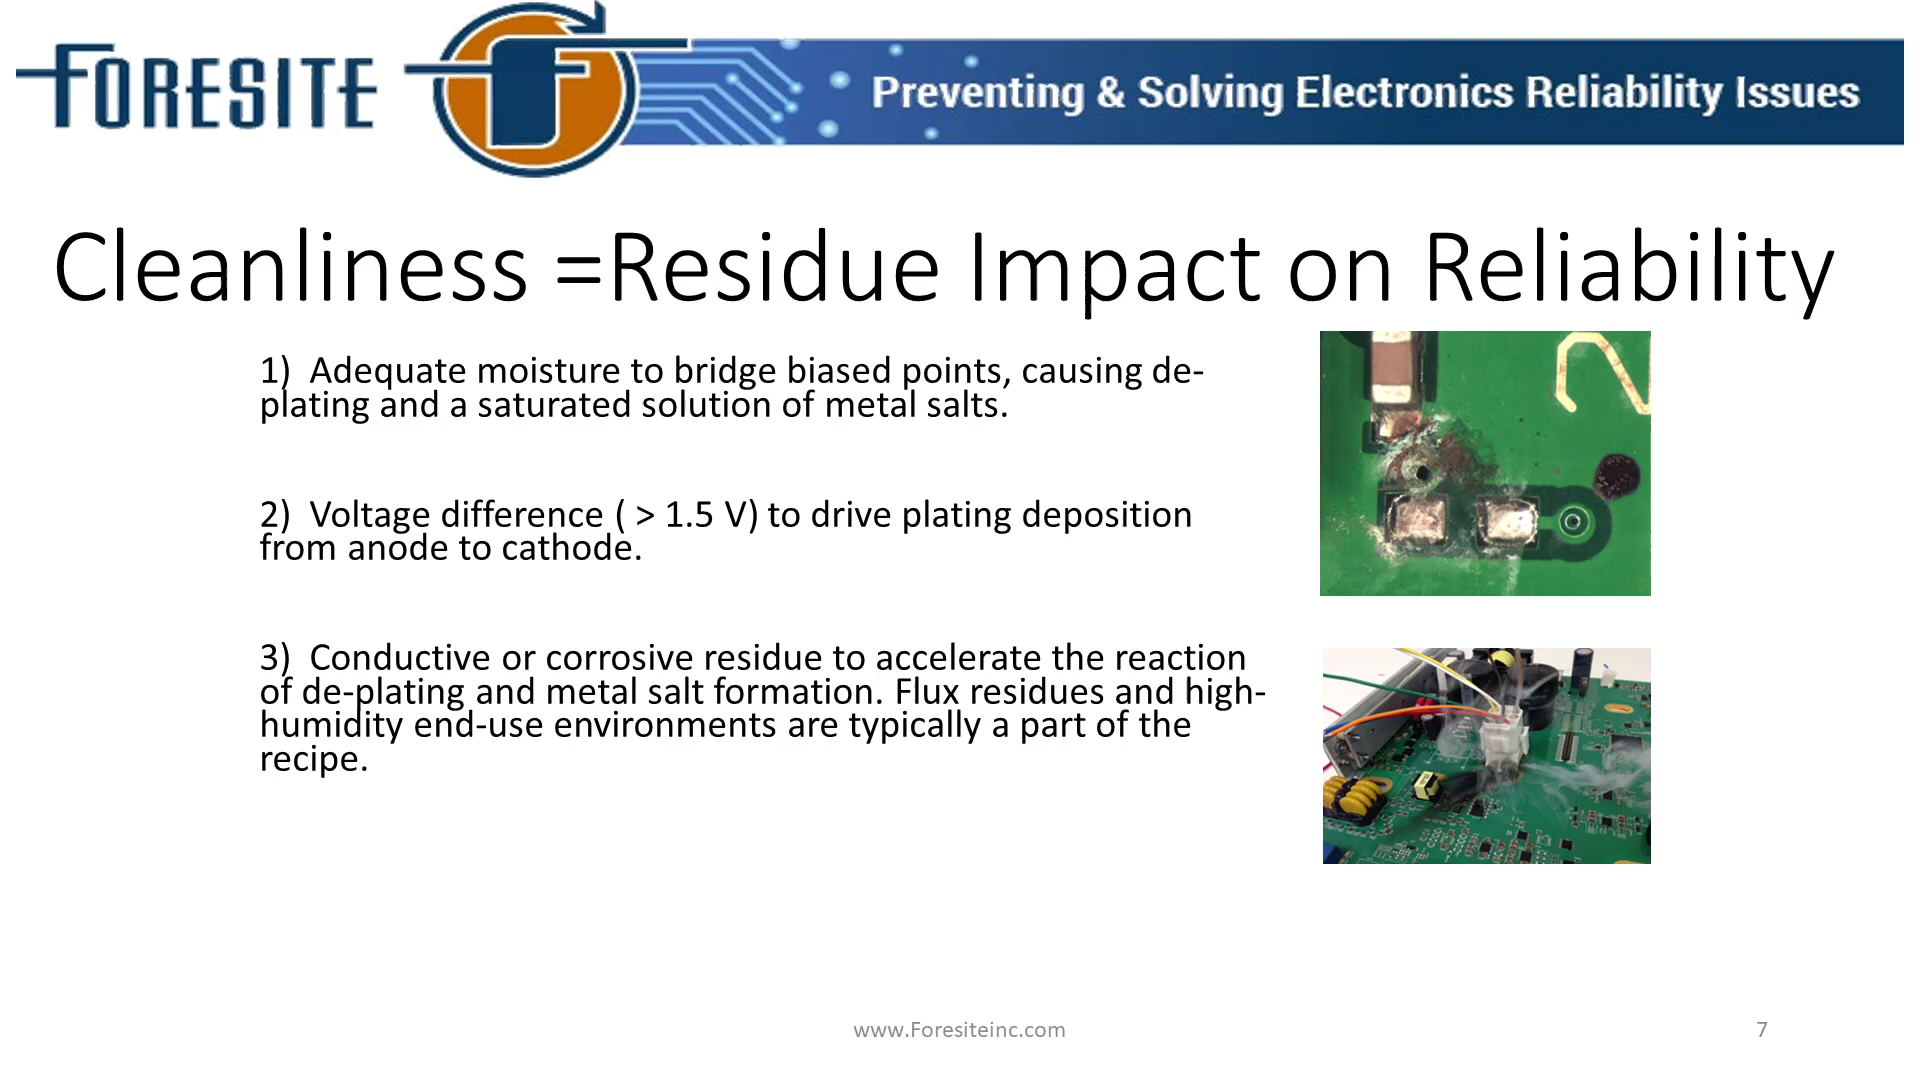 FORESITE
Preventing & Solving Electronics Reliability Issues
Cleanliness =Residue Impact on Reliability
1) Adequate moisture to bridge biased points, causing de-
plating and a saturated solution of metal salts.
2) Voltage difference ( > 1.5 V) to drive plating deposition
from anode to cathode.
3) Conductive or corrosive residue to accelerate the reaction
of de-plating and metal salt formation. Flux residues and high-
humidity end-use environments are typically a part of the
recipe.
www.Foresiteinc.com
7